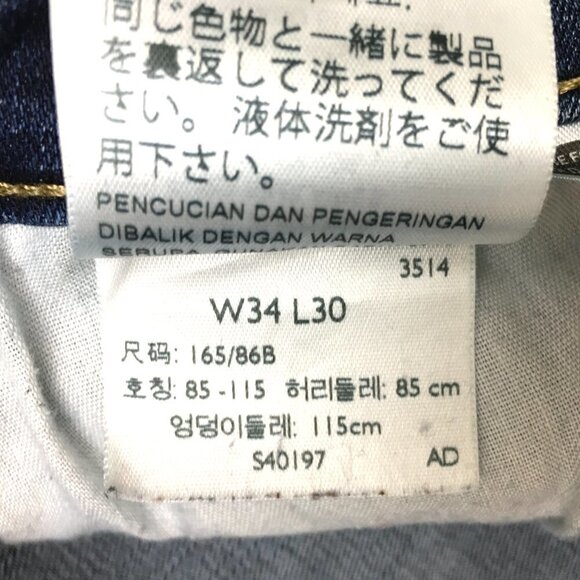 同じ色物と一緒に製品
を裏返して洗ってくだ
さい。液体洗剤をご使
用下さい。
PENCUCIAN DAN PENGERINGAN
DIBALIK DENGAN WARNA
3514
W34 L30
尺码: 165/86B
호칭: 85 -115 허리둘레: 85 cm
엉덩이둘레: 115cm
S40197 AD